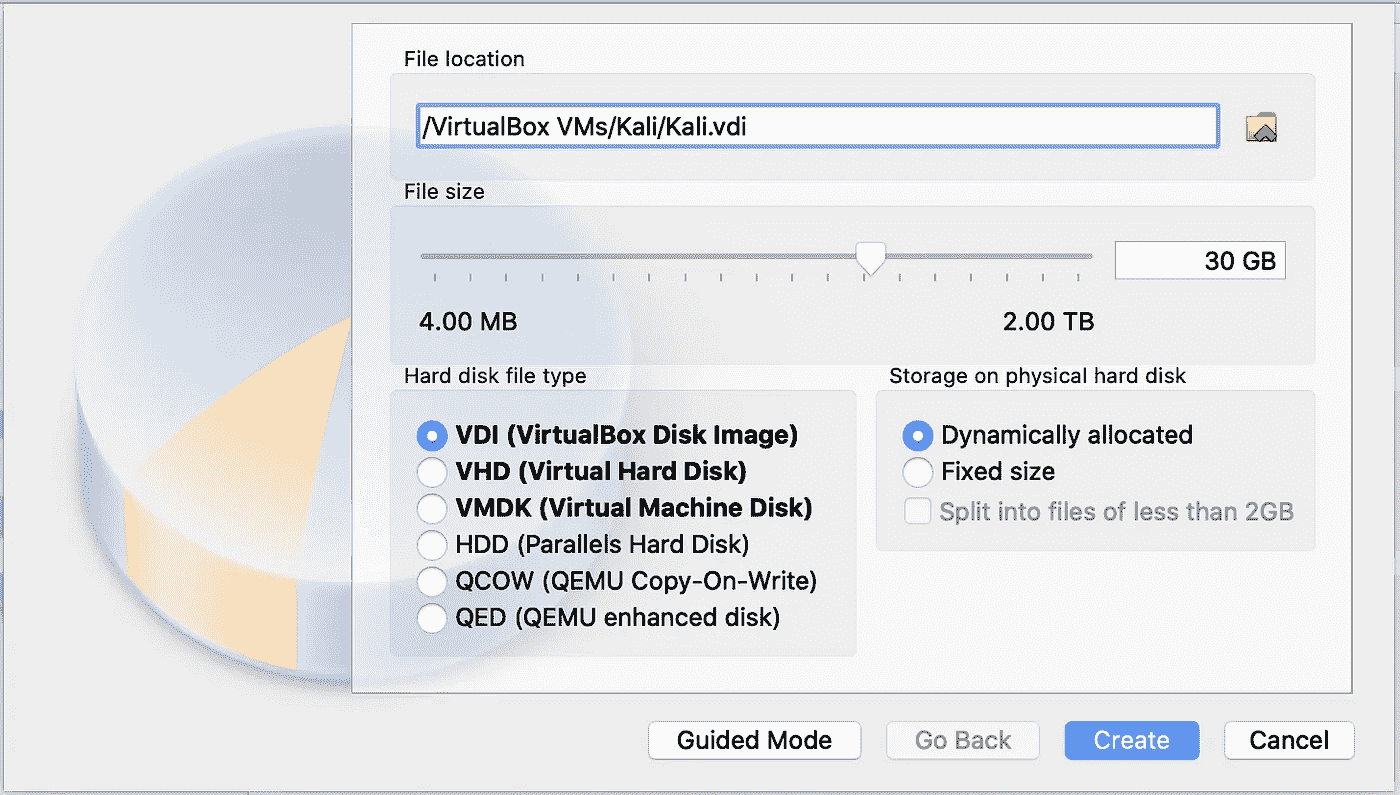 File location
/VirtualBox VMs/Kali/Kali.vdi
File size
30 GB
4.00 MB 2.00 TB
Hard disk file type
VDI (VirtualBox Disk Image)
VHD (Virtual Hard Disk)
VMDK (Virtual Machine Disk)
HDD (Parallels Hard Disk)
QCOW (QEMU Copy-On-Write)
QED (QEMU enhanced disk)
Storage on physical hard disk
Dynamically allocated
Fixed size
Split into files of less than 2GB
Guided Mode Go Back Create Cancel